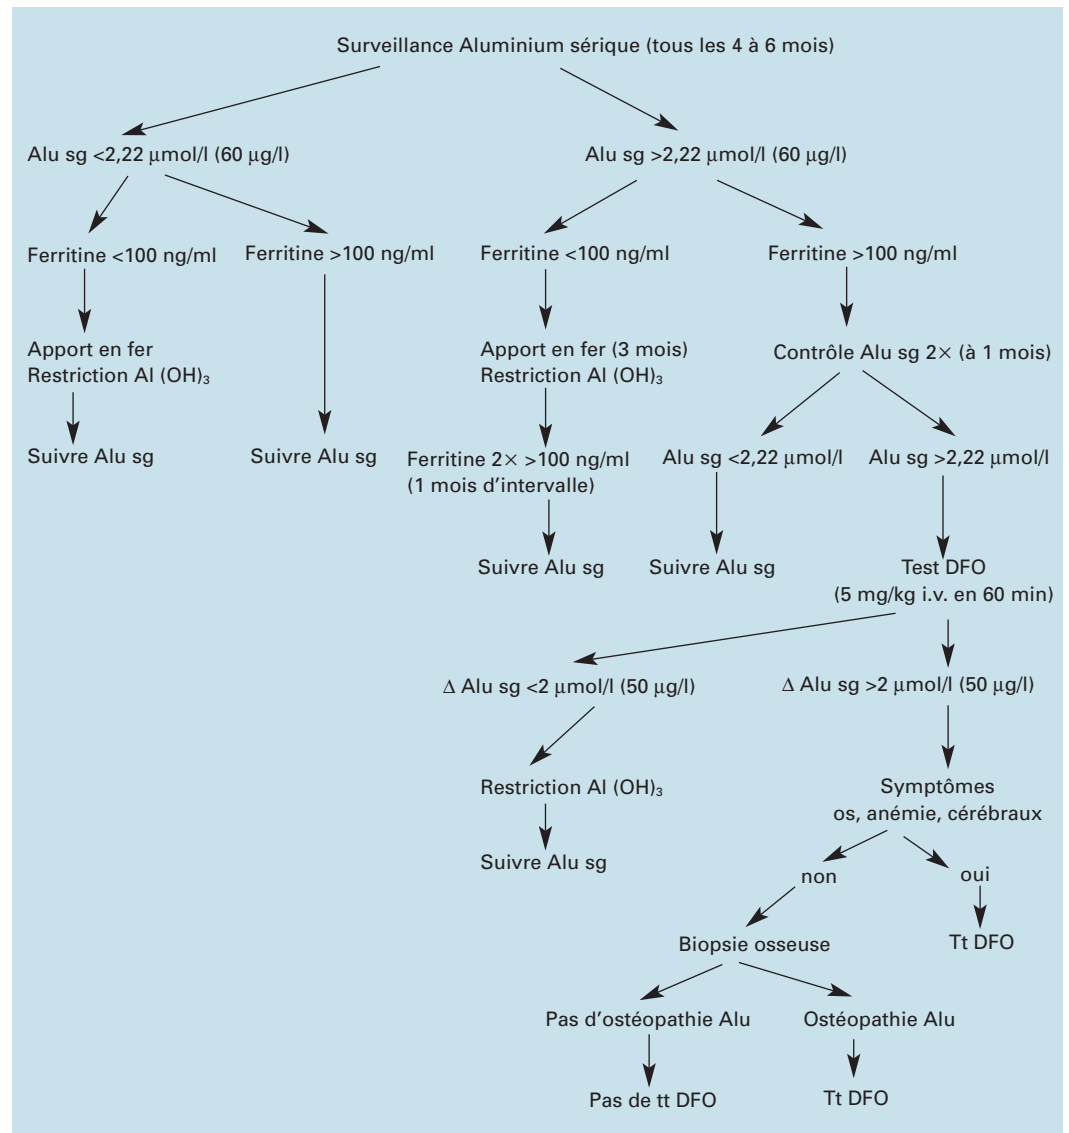 Surveillance Aluminium sérique (tous les 4 à 6 mois)
Alu sg <2,22 µmol/l (60 µg/l)
Alu sg >2,22 µmol/l (60 µg/l)
Ferritine <100 ng/ml
Ferritine >100 ng/ml
Ferritine <100 ng/ml
Ferritine >100 ng/ml
Apport en fer
Restriction Al (OH)₃
Apport en fer (3 mois)
Restriction Al (OH)₃
Contrôle Alu sg 2× (à 1 mois)
Suivre Alu sg
Suivre Alu sg
Ferritine 2× >100 ng/ml
(1 mois d'intervalle)
Alu sg <2,22 µmol/l
Alu sg >2,22 µmol/l
Suivre Alu sg
Suivre Alu sg
Test DFO
(5 mg/kg i.v. en 60 min)
Δ Alu sg <2 µmol/l (50 µg/l)
Δ Alu sg >2 µmol/l (50 µg/l)
Restriction Al (OH)₃
Symptômes
os, anémie, cérébraux
Suivre Alu sg
non
oui
Biopsie osseuse
Tt DFO
Pas d'ostéopathie Alu
Ostéopathie Alu
Pas de tt DFO
Tt DFO